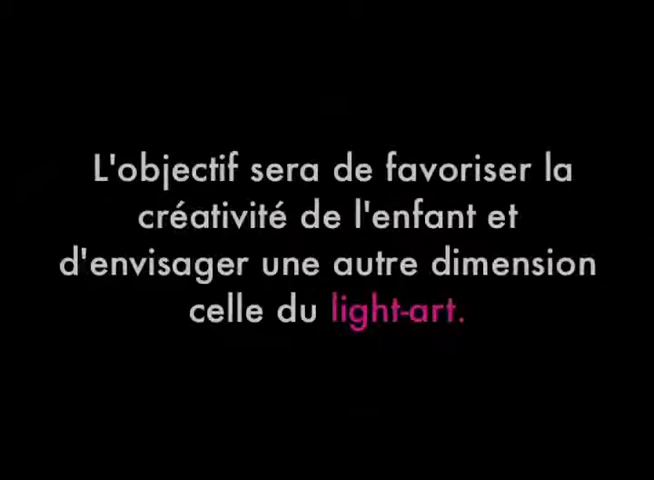 L'objectif sera de favoriser la
créativité de l'enfant et
d'envisager une autre dimension
celle du light-art.